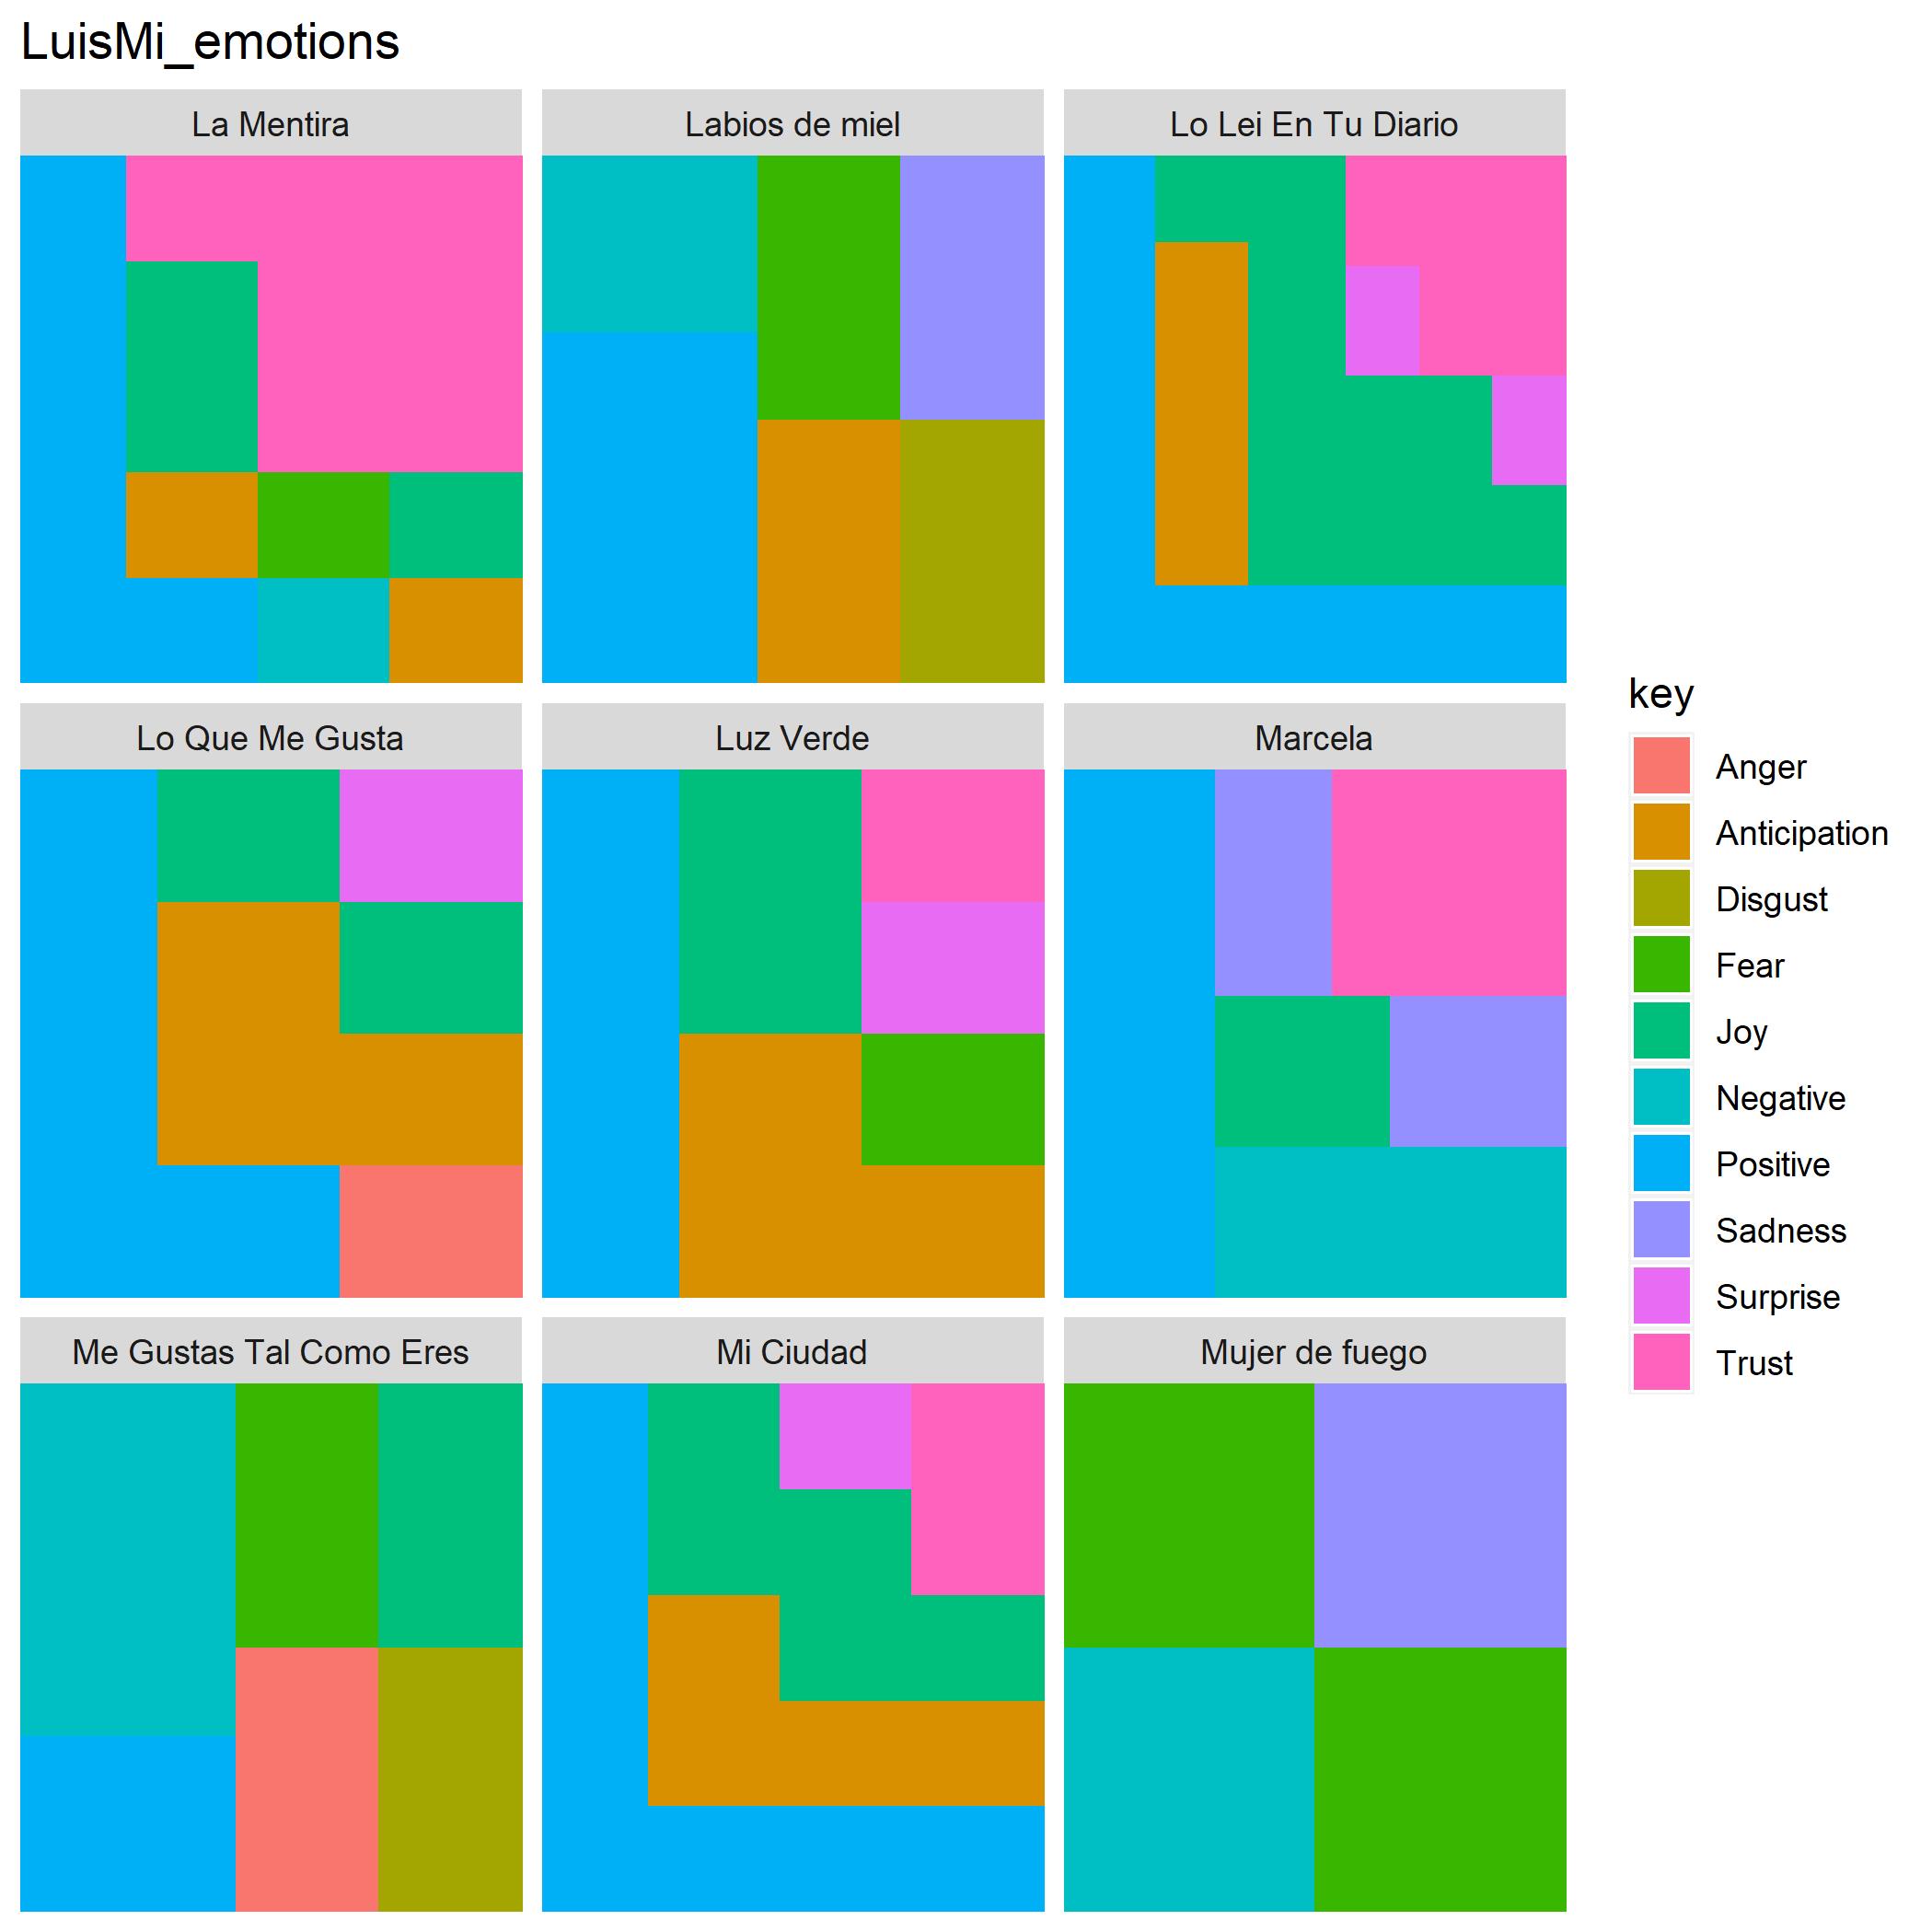 LuisMi_emotions
La Mentira
Labios de miel
Lo Lei En Tu Diario
Lo Que Me Gusta
Luz Verde
Marcela
Me Gustas Tal Como Eres
Mi Ciudad
Mujer de fuego
key
Anger
Anticipation
Disgust
Fear
Joy
Negative
Positive
Sadness
Surprise
Trust